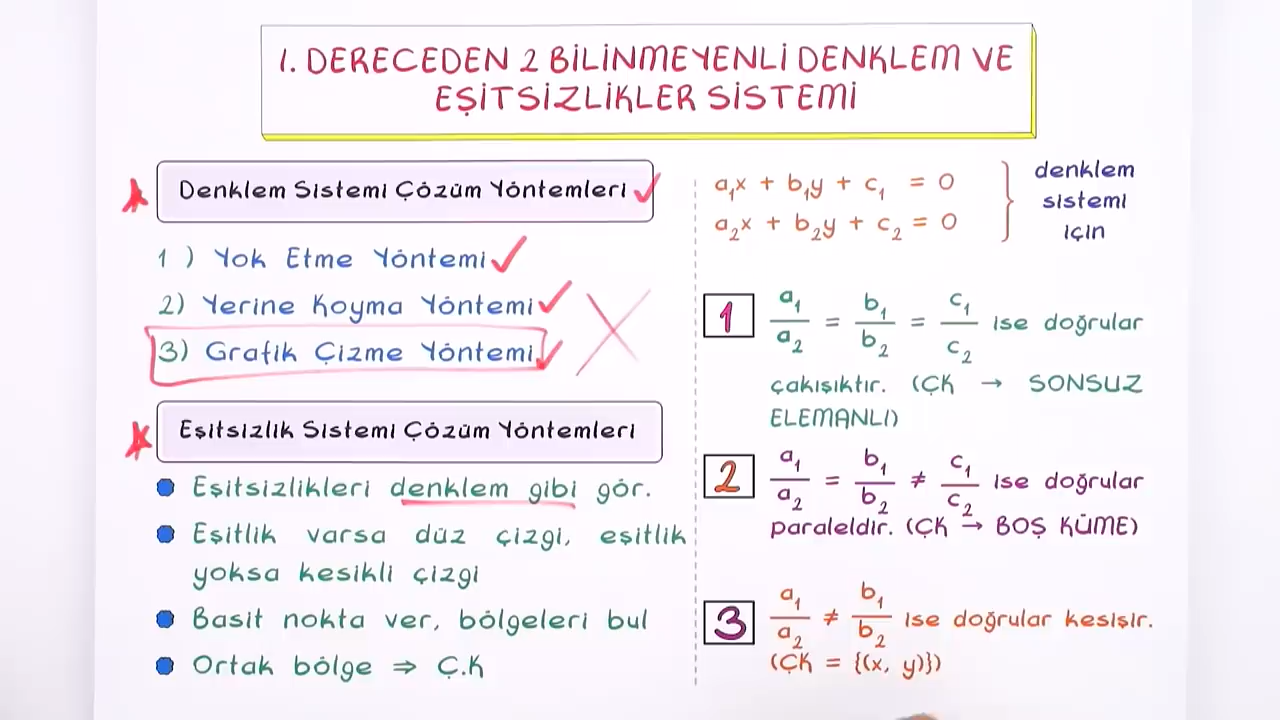 1. DERECEDEN 2 BİLİNMEYENLİ DENKLEM VE
EŞİTSİZLİKLER SİSTEMİ
Denklem Sistemi Çözüm Yöntemleri
1) Yok Etme Yöntemi
2) Yerine Koyma Yöntemi
3) Grafik Çizme Yöntemi
Eşitsizlik Sistemi Çözüm Yöntemleri
Eşitsizlikleri denklem gibi gör.
Eşitlik varsa düz çizgi, eşitlik
yoksa kesikli çizgi
Basit nokta ver, bölgeleri bul
Ortak bölge ⇒ Ç.K
a₁x + b₁y + c₁ = 0
a₂x + b₂y + c₂ = 0
denklem
sistemi
için
1 a₁/a₂ = b₁/b₂ = c₁/c₂ ise doğrular
çakışıktır. (ÇK → SONSUZ
ELEMANLI)
2 a₁/a₂ = b₁/b₂ ≠ c₁/c₂ ise doğrular
paraleldir. (ÇK → BOŞ KÜME)
3 a₁/a₂ ≠ b₁/b₂ ise doğrular kesişir.
(ÇK = {(x, y)})